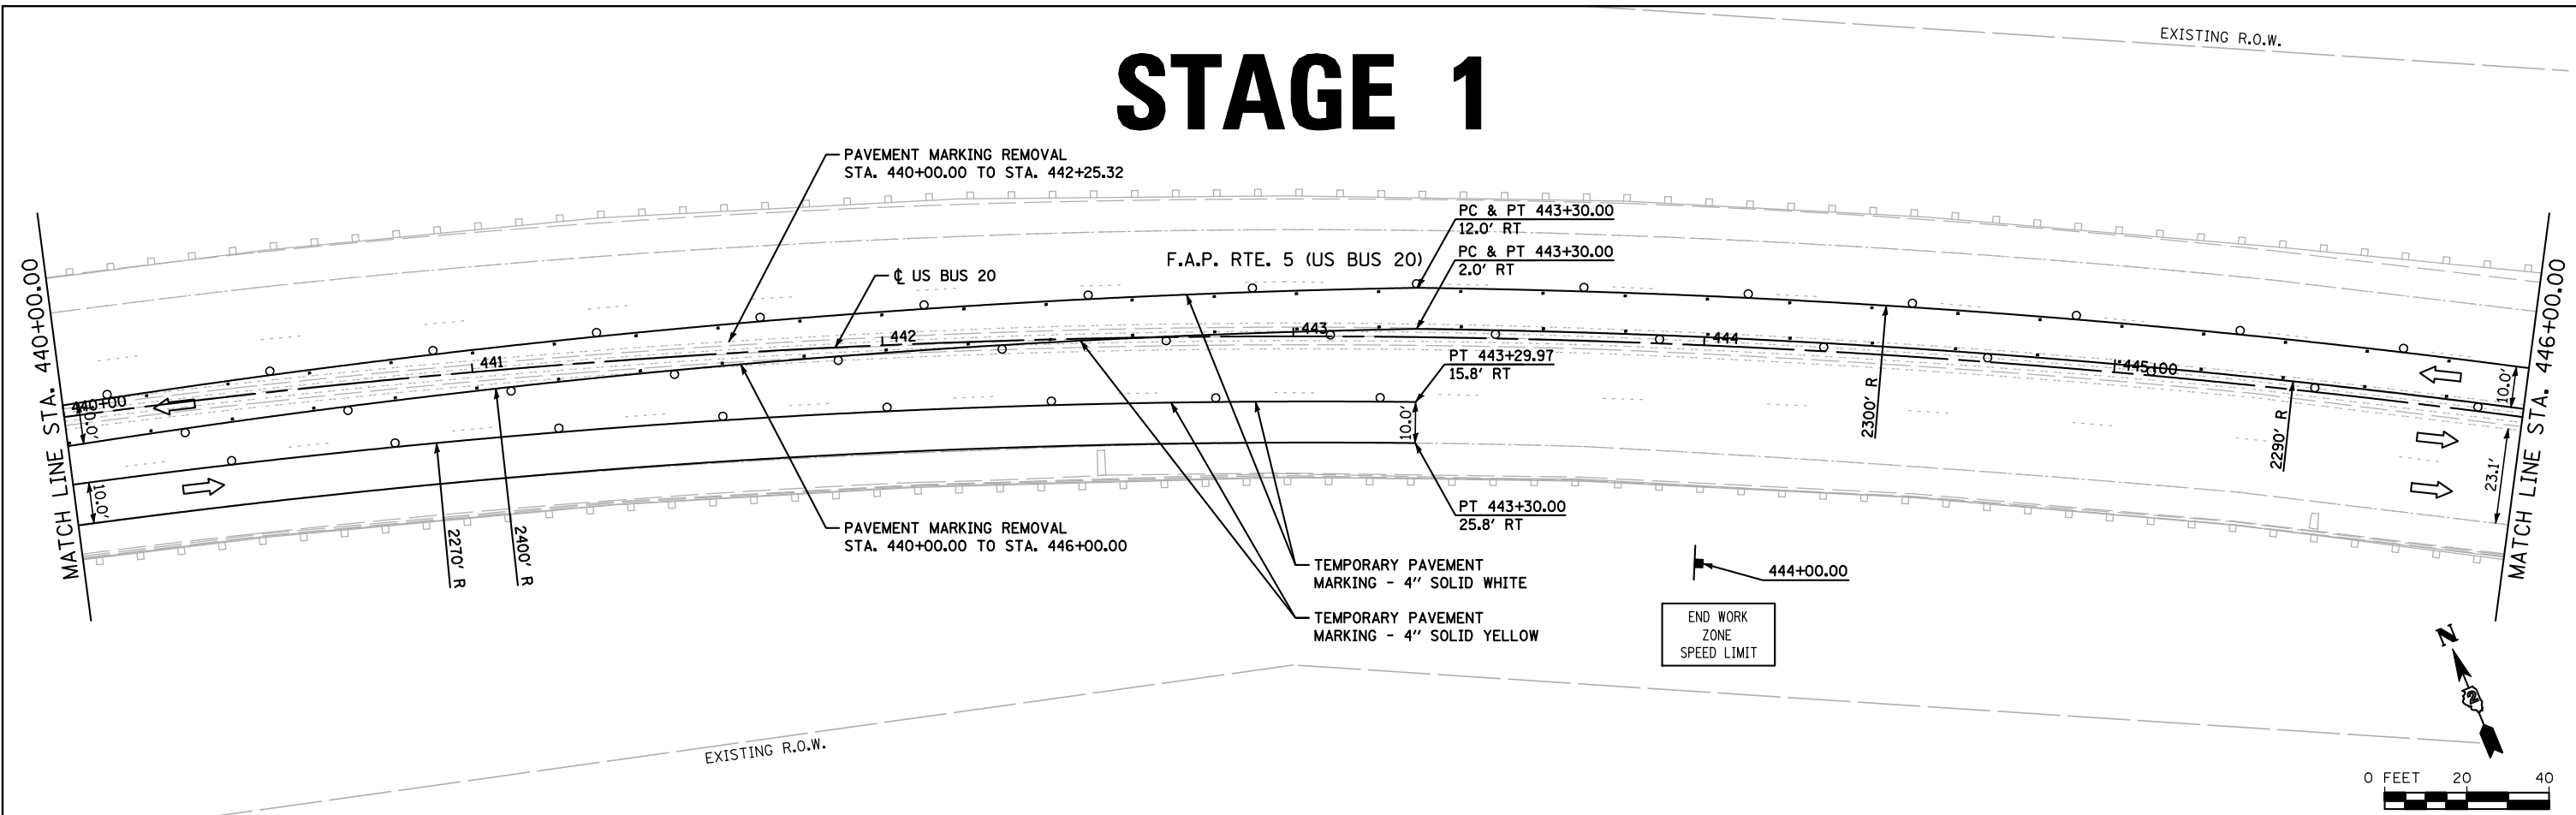 EXISTING R.O.W.
STAGE 1
PAVEMENT MARKING REMOVAL
STA. 440+00.00 TO STA. 442+25.32
PC & PT 443+30.00
12.0' RT
F.A.P. RTE. 5 (US BUS 20)
PC & PT 443+30.00
2.0' RT
℄ US BUS 20
MATCH LINE STA. 440+00.00
MATCH LINE STA. 446+00.00
440+00
441
442
443
444
445+00
10.0'
10.0'
10.0'
10.0'
23.1'
PT 443+29.97
15.8' RT
2300' R
2290' R
2270' R
2400' R
PT 443+30.00
25.8' RT
PAVEMENT MARKING REMOVAL
STA. 440+00.00 TO STA. 446+00.00
TEMPORARY PAVEMENT
MARKING - 4" SOLID WHITE
444+00.00
TEMPORARY PAVEMENT
MARKING - 4" SOLID YELLOW
END WORK
ZONE
SPEED LIMIT
N
2
EXISTING R.O.W.
0 FEET 20 40